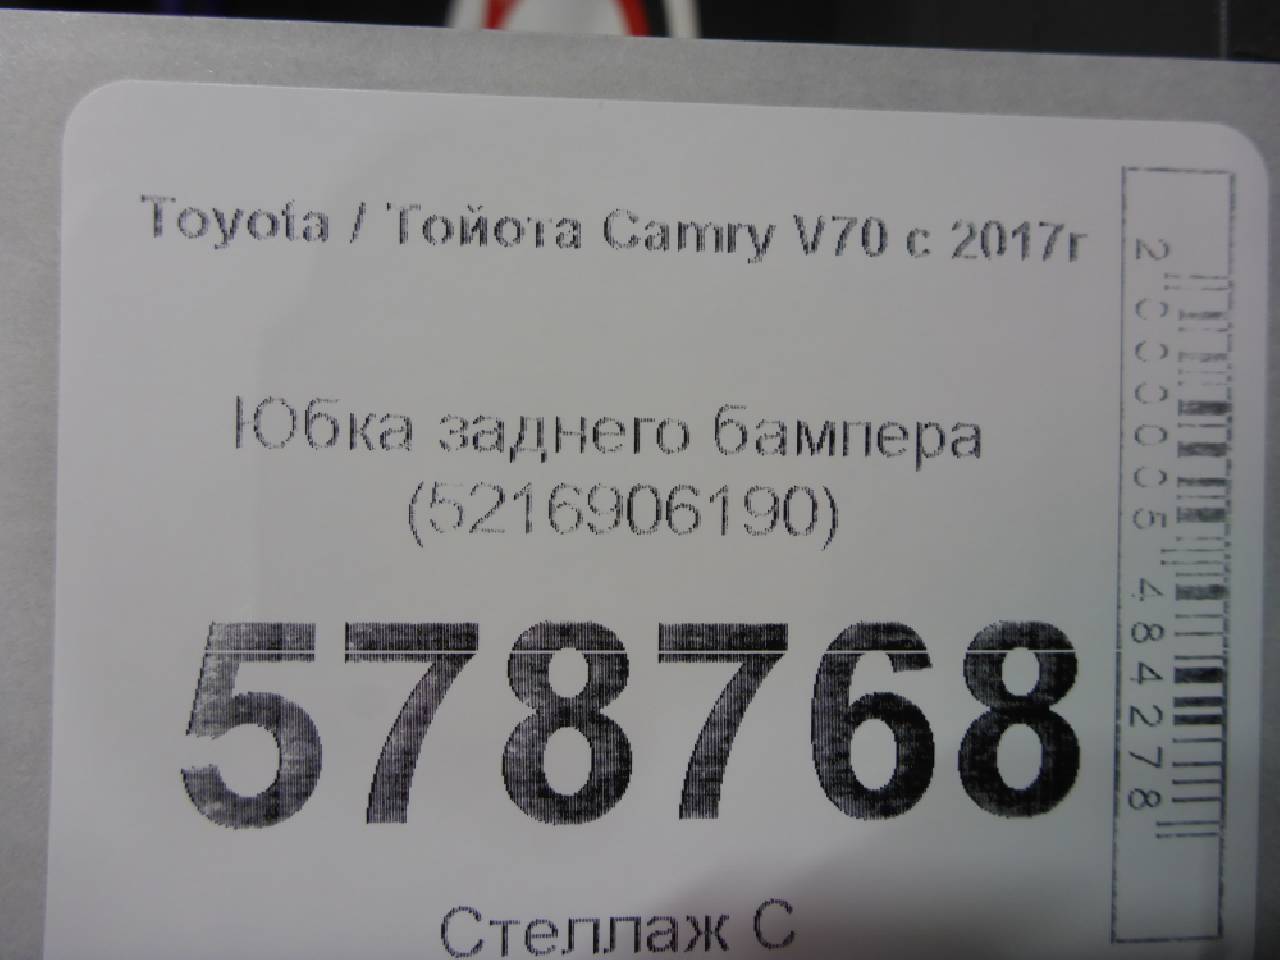 Toyota / Тойота Camry V70 с 2017г
Юбка заднего бампера
(5216906190)
578768
Стеллаж С
2000005484278